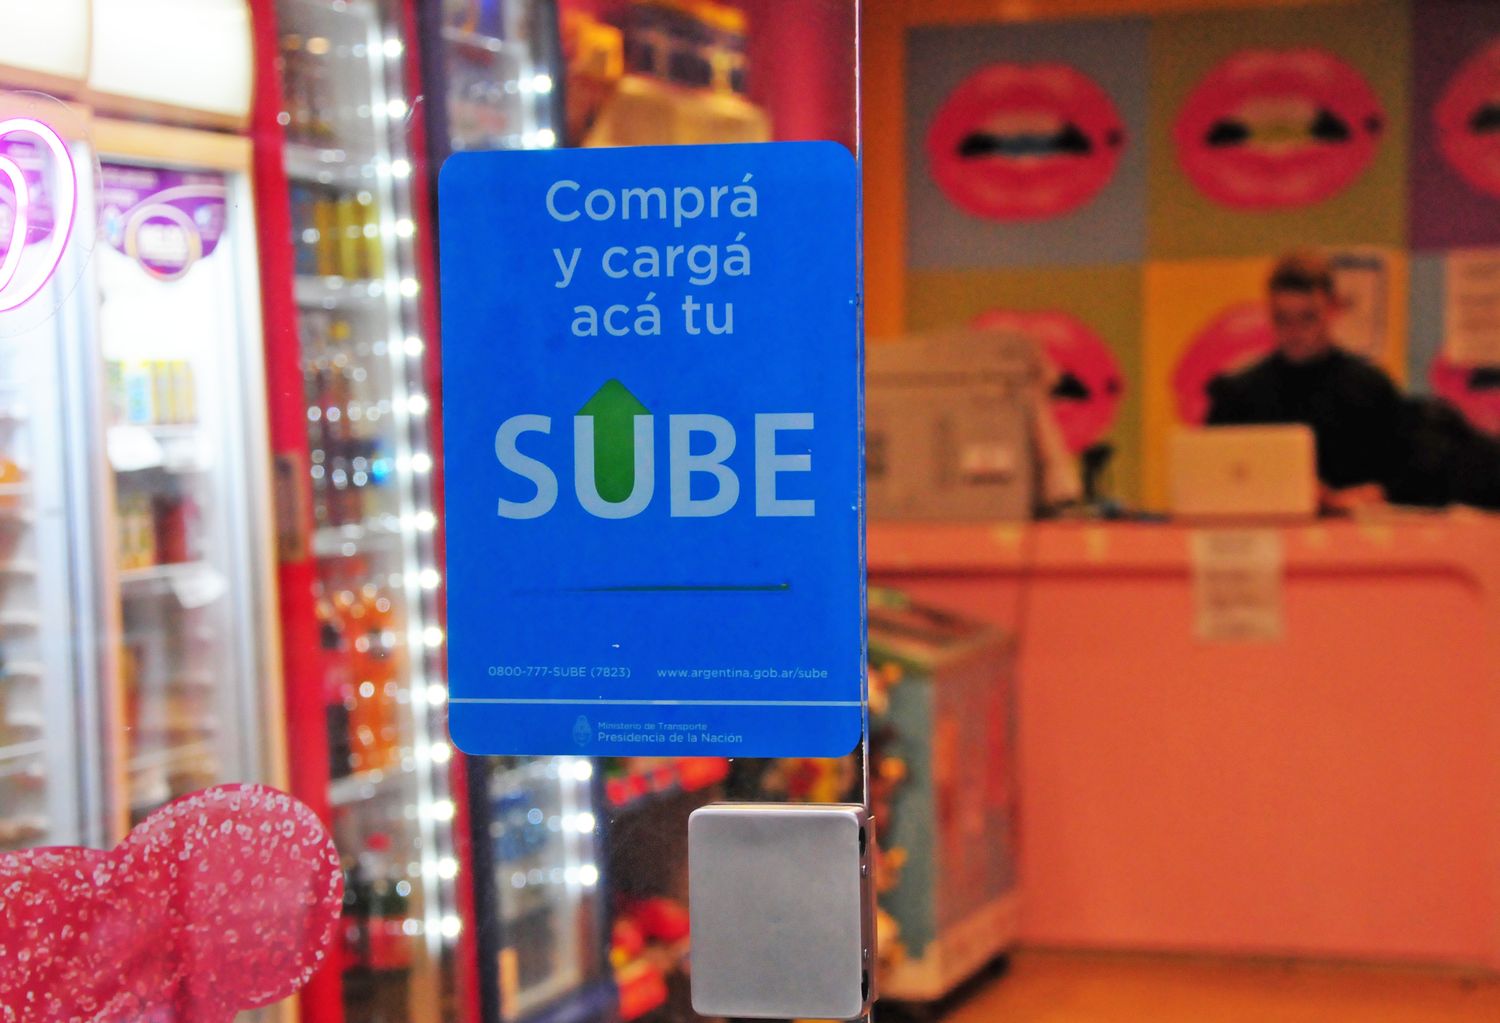 Comprá
y cargá
acá tu
SUBE
0800-777-SUBE (7823) www.argentina.gob.ar/sube
Ministerio de Transporte
Presidencia de la Nación